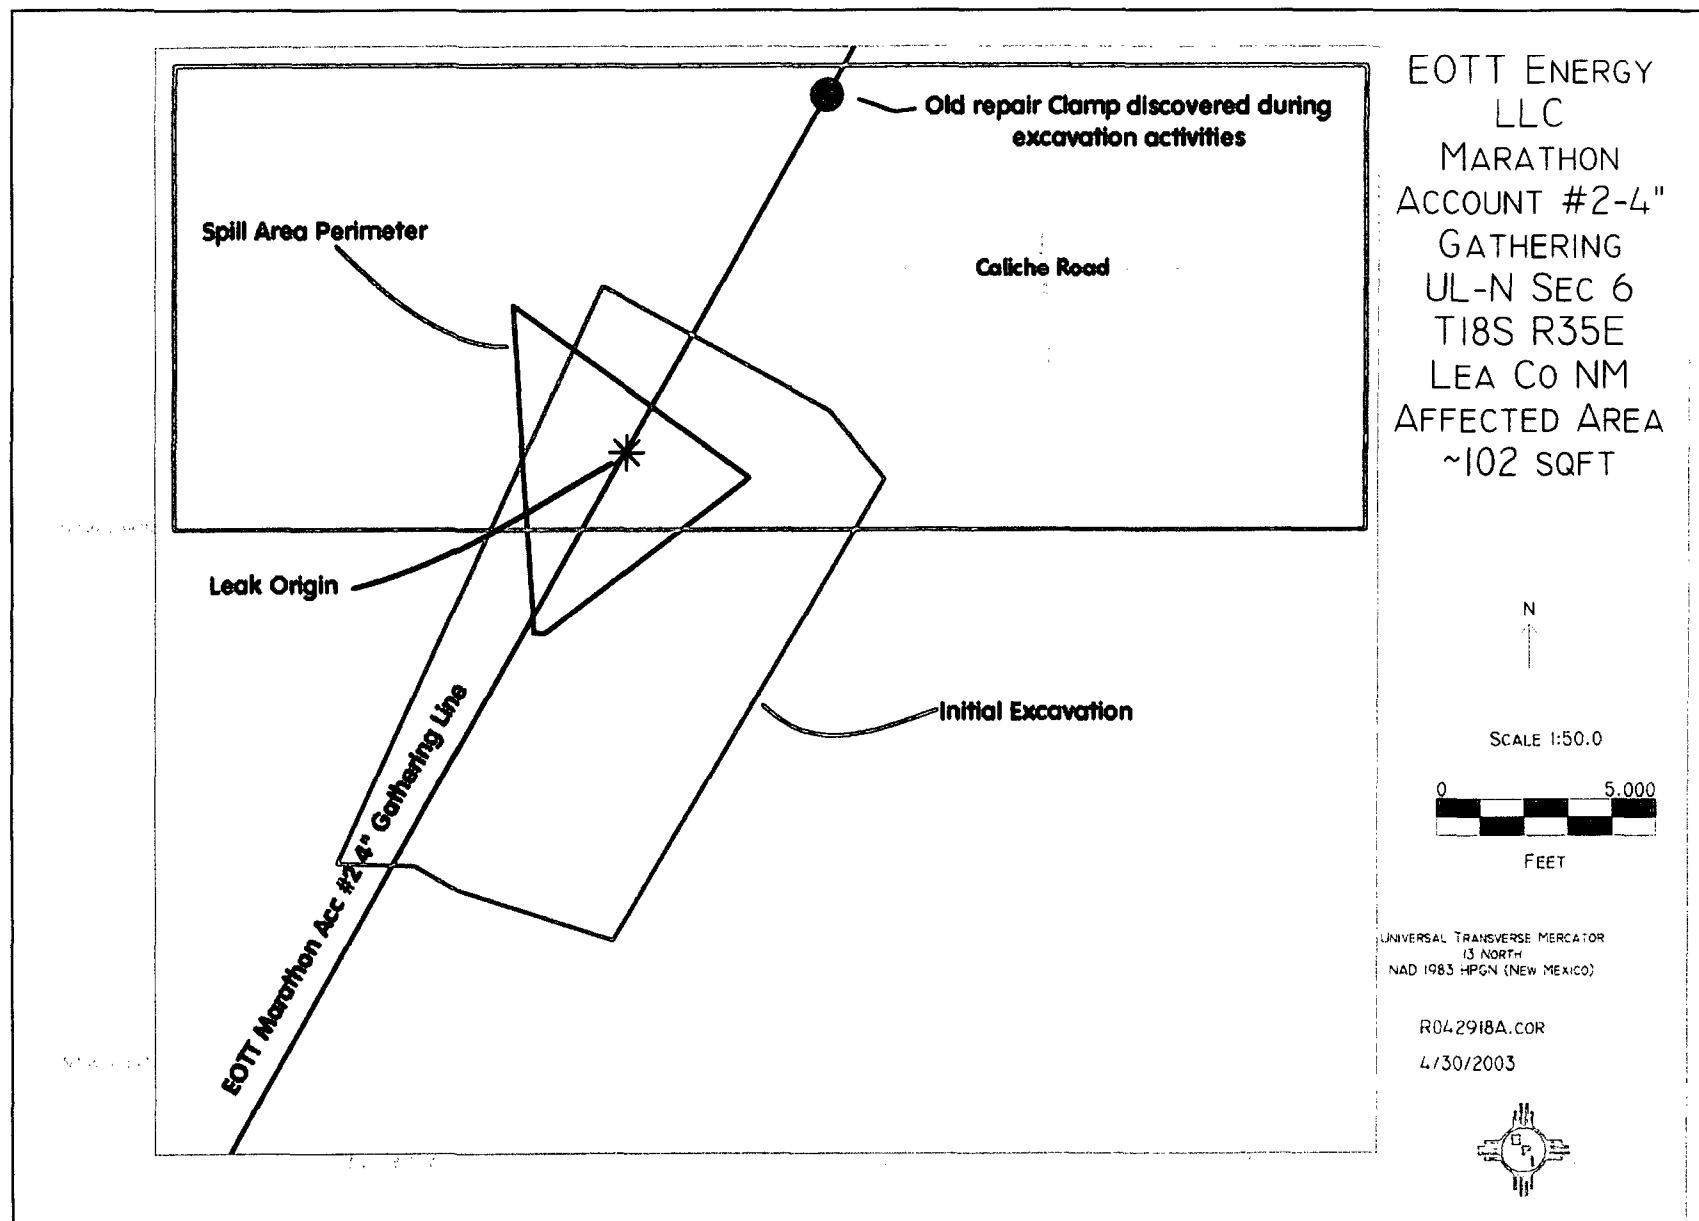 EOTT ENERGY
LLC
MARATHON
ACCOUNT #2-4"
GATHERING
UL-N SEC 6
T18S R35E
LEA CO NM
AFFECTED AREA
~102 SQFT
Old repair Clamp discovered during
excavation activities
Spill Area Perimeter
Caliche Road
Leak Origin
Initial Excavation
EOTT Marathon Acc #2-4" Gathering Line
N
SCALE 1:50.0
0 5.000
FEET
UNIVERSAL TRANSVERSE MERCATOR
13 NORTH
NAD 1983 HPGN (NEW MEXICO)
R042918A.COR
4/30/2003